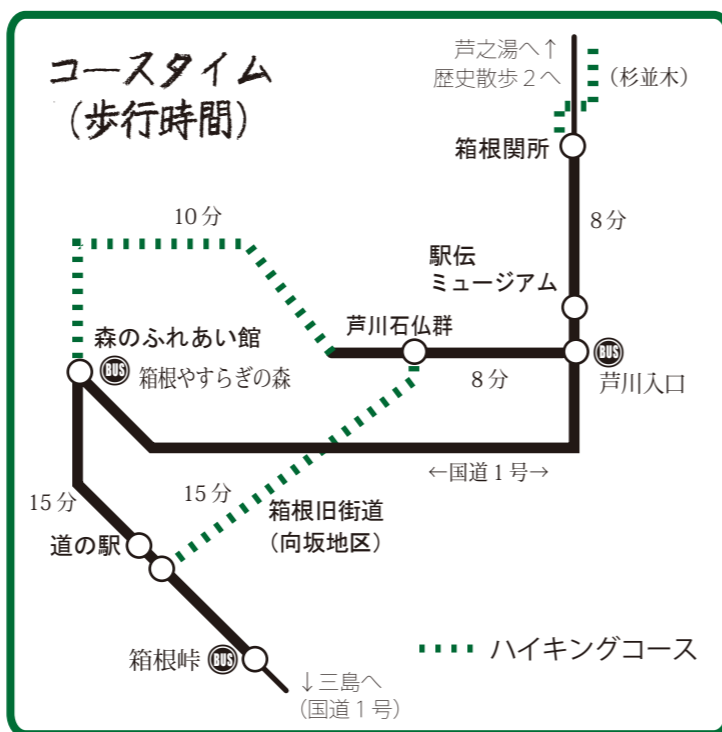 コースタイム
(歩行時間)
芦之湯へ↑
歴史散歩2へ
(杉並木)
箱根関所
10分
8分
駅伝
ミュージアム
芦川石仏群
森のふれあい館
BUS 箱根やすらぎの森
8分
BUS
芦川入口
←国道1号→
15分
15分
箱根旧街道
(向坂地区)
道の駅
箱根峠 BUS
ハイキングコース
↓三島へ
(国道1号)